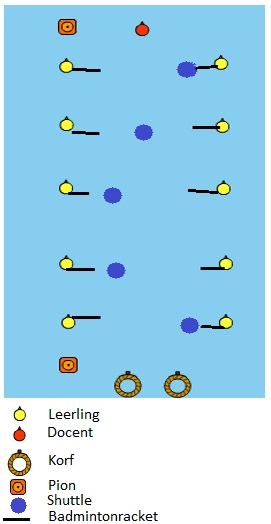 Leerling
Docent
Korf
Pion
Shuttle
Badmintonracket